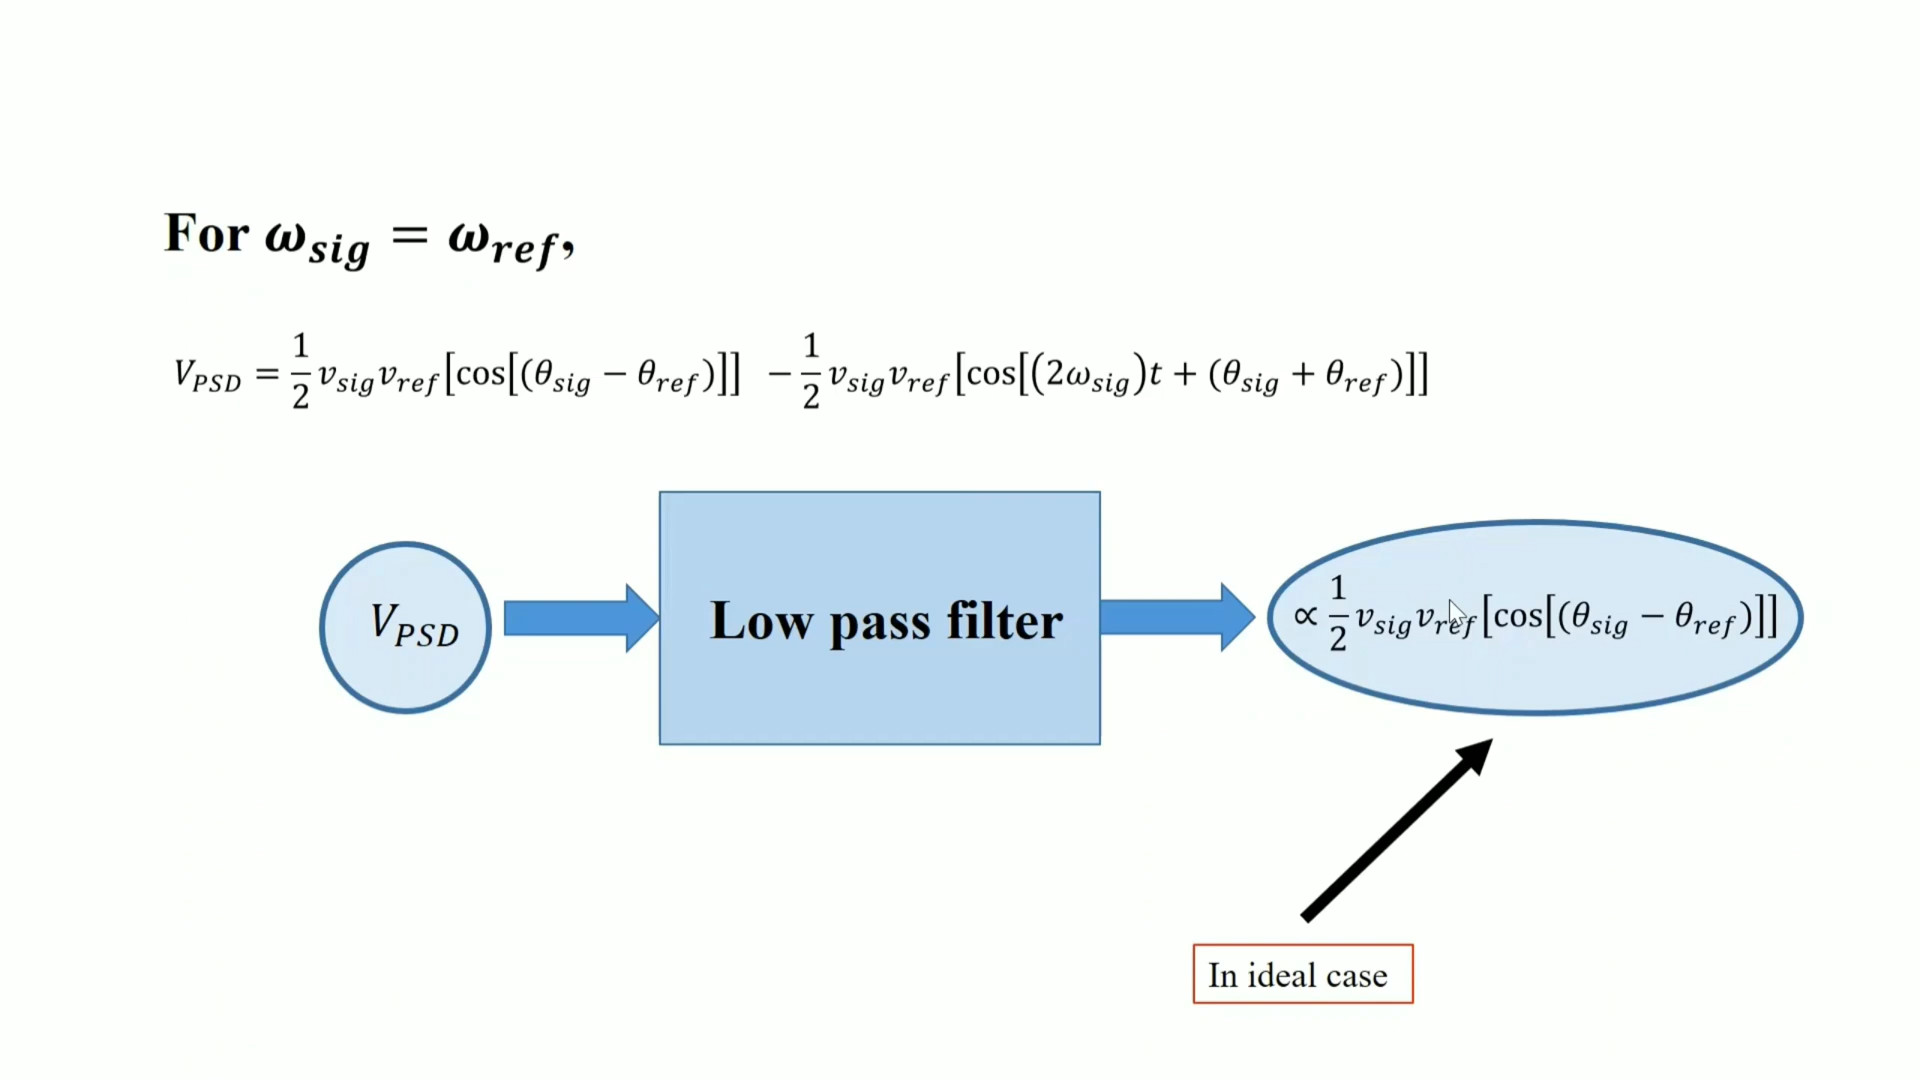 For ω_sig = ω_ref,
V_PSD = 1/2 v_sig v_ref [cos[(θ_sig − θ_ref)]] − 1/2 v_sig v_ref [cos[(2ω_sig)t + (θ_sig + θ_ref)]]
V_PSD
Low pass filter
∝ 1/2 v_sig v_ref [cos[(θ_sig − θ_ref)]]
In ideal case